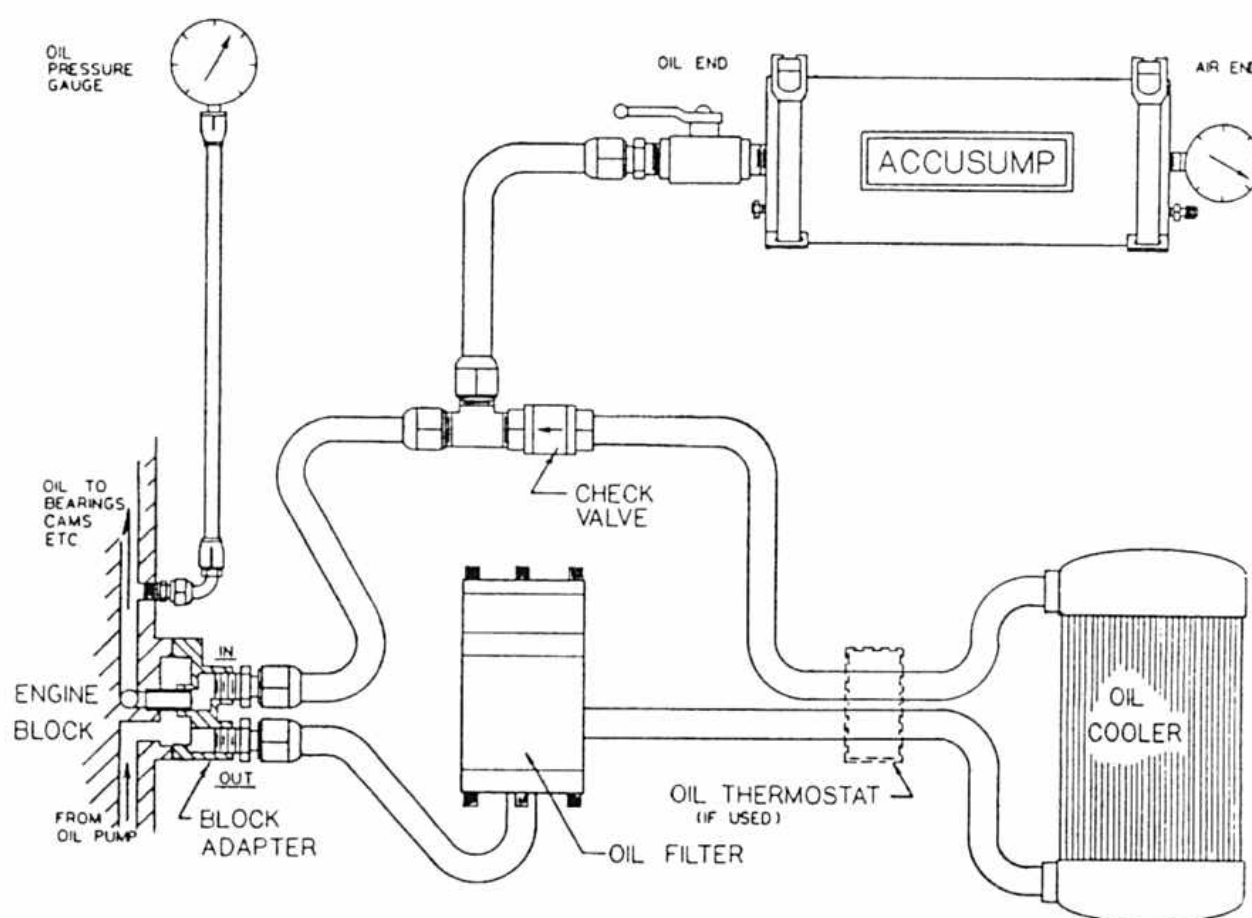 OIL
PRESSURE
GAUGE
OIL END
AIR END
ACCUSUMP
OIL TO
BEARINGS
CAMS
ETC
CHECK
VALVE
IN
ENGINE
BLOCK
OUT
FROM
OIL PUMP
BLOCK
ADAPTER
OIL FILTER
OIL THERMOSTAT
(IF USED)
OIL
COOLER